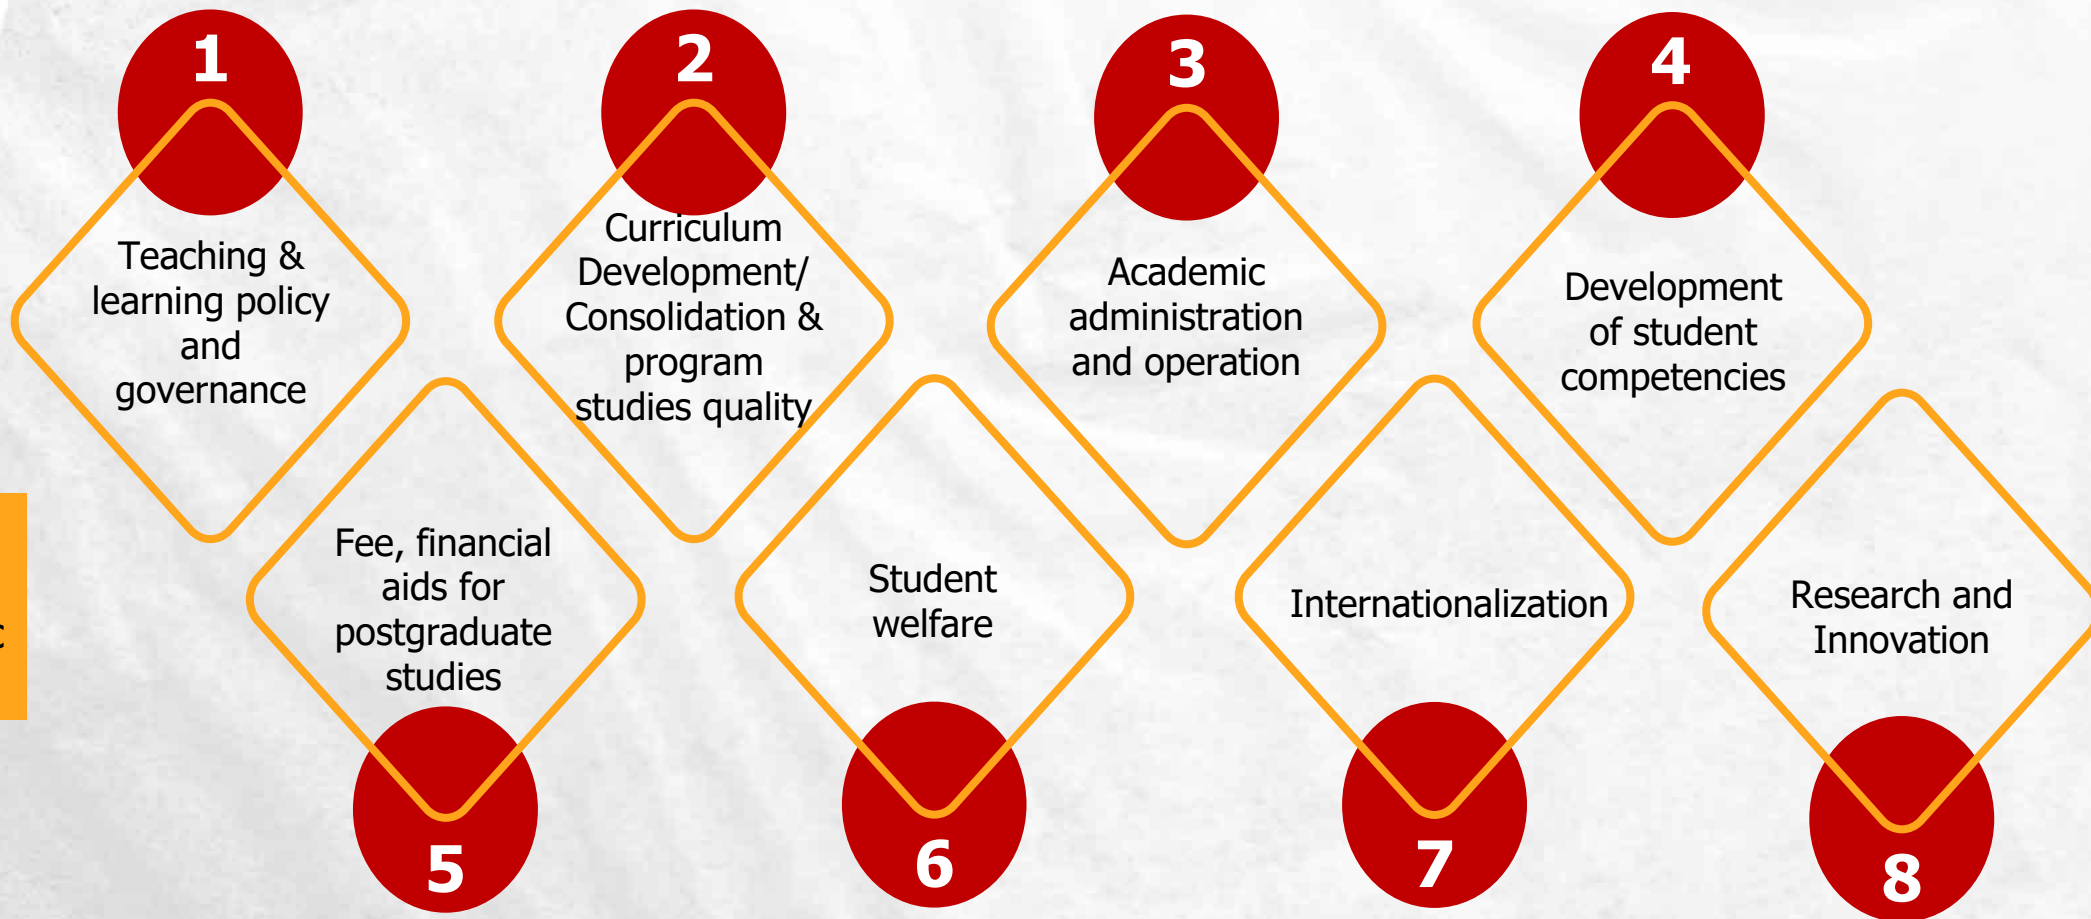 1
Teaching &
learning policy
and
governance
2
Curriculum
Development/
Consolidation &
program
studies quality
3
Academic
administration
and operation
4
Development
of student
competencies
Fee, financial
aids for
postgraduate
studies
5
Student
welfare
6
Internationalization
7
Research and
Innovation
8